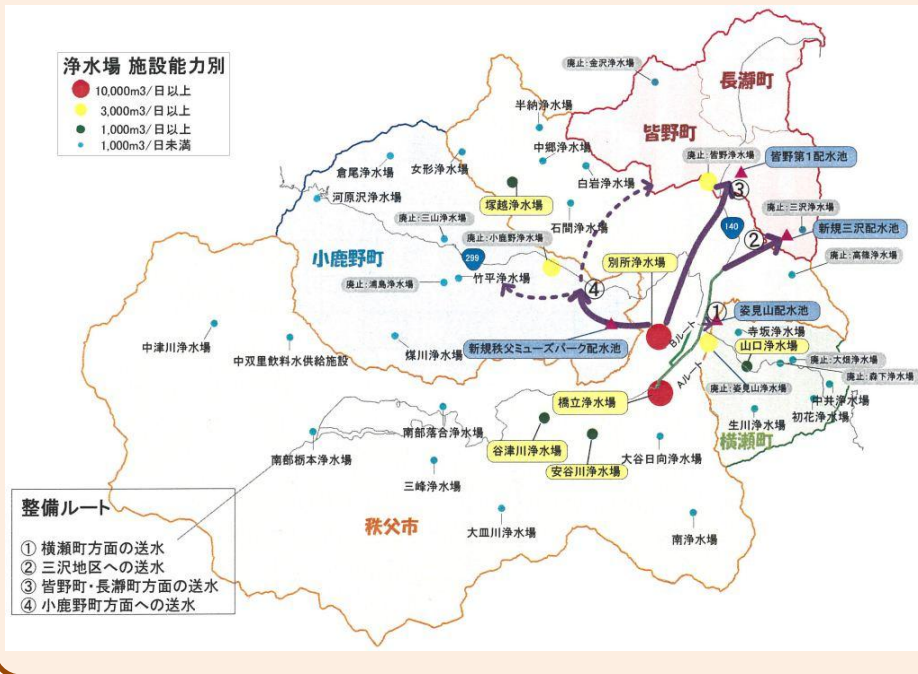 浄水場 施設能力別
10,000m3/日以上
3,000m3/日以上
1,000m3/日以上
1,000m3/日未満
廃止:金沢浄水場
長瀞町
皆野町
半納浄水場
中郷浄水場
廃止:皆野浄水場
皆野第1配水池
倉尾浄水場
女形浄水場
白岩浄水場
③
河原沢浄水場
塚越浄水場
廃止:三沢浄水場
石間浄水場
廃止:三山浄水場
140
新規三沢配水池
②
廃止:小鹿野浄水場
小鹿野町
299
別所浄水場
廃止:高篠浄水場
竹平浄水場
廃止:浦島浄水場
④
①
姿見山配水池
中津川浄水場
寺坂浄水場
Bルート
中双里飲料水供給施設
煤川浄水場
新規秩父ミューズパーク配水池
山口浄水場
廃止:大畑浄水場
Aルート
廃止:森下浄水場
廃止:姿見山浄水場
橋立浄水場
中井浄水場
初花浄水場
生川浄水場
南部落合浄水場
横瀬町
谷津川浄水場
南部栃本浄水場
大谷日向浄水場
安谷川浄水場
三峰浄水場
整備ルート
秩父市
大皿川浄水場
南浄水場
① 横瀬町方面の送水
② 三沢地区への送水
③ 皆野町・長瀞町方面の送水
④ 小鹿野町方面への送水